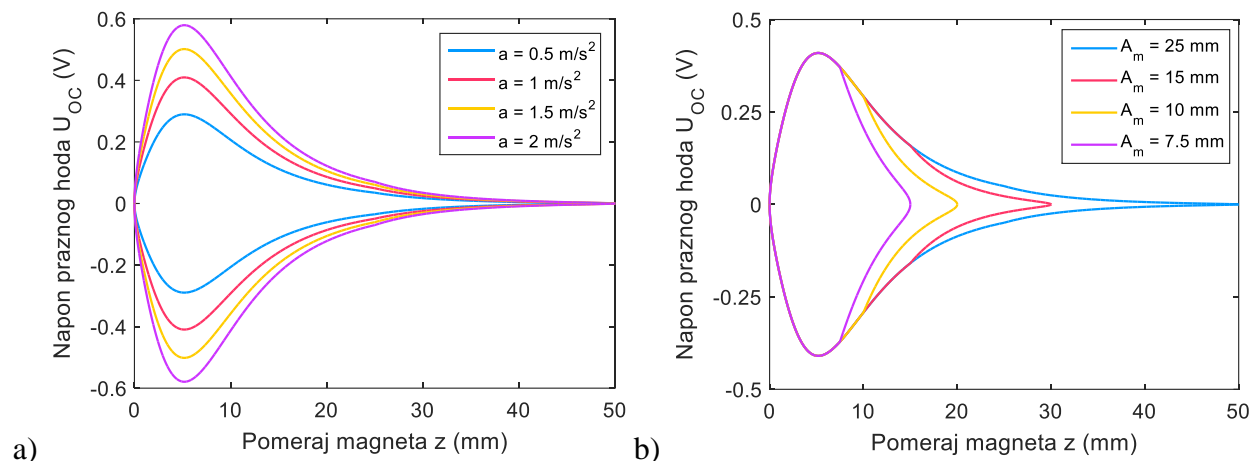 0.6
0.4
0.2
0
-0.2
-0.4
-0.6
Napon praznog hoda U_OC (V)
0 10 20 30 40 50
Pomeraj magneta z (mm)
a = 0.5 m/s²
a = 1 m/s²
a = 1.5 m/s²
a = 2 m/s²
a)
0.5
0.25
0
-0.25
-0.5
Napon praznog hoda U_OC (V)
0 10 20 30 40 50
Pomeraj magneta z (mm)
A_m = 25 mm
A_m = 15 mm
A_m = 10 mm
A_m = 7.5 mm
b)